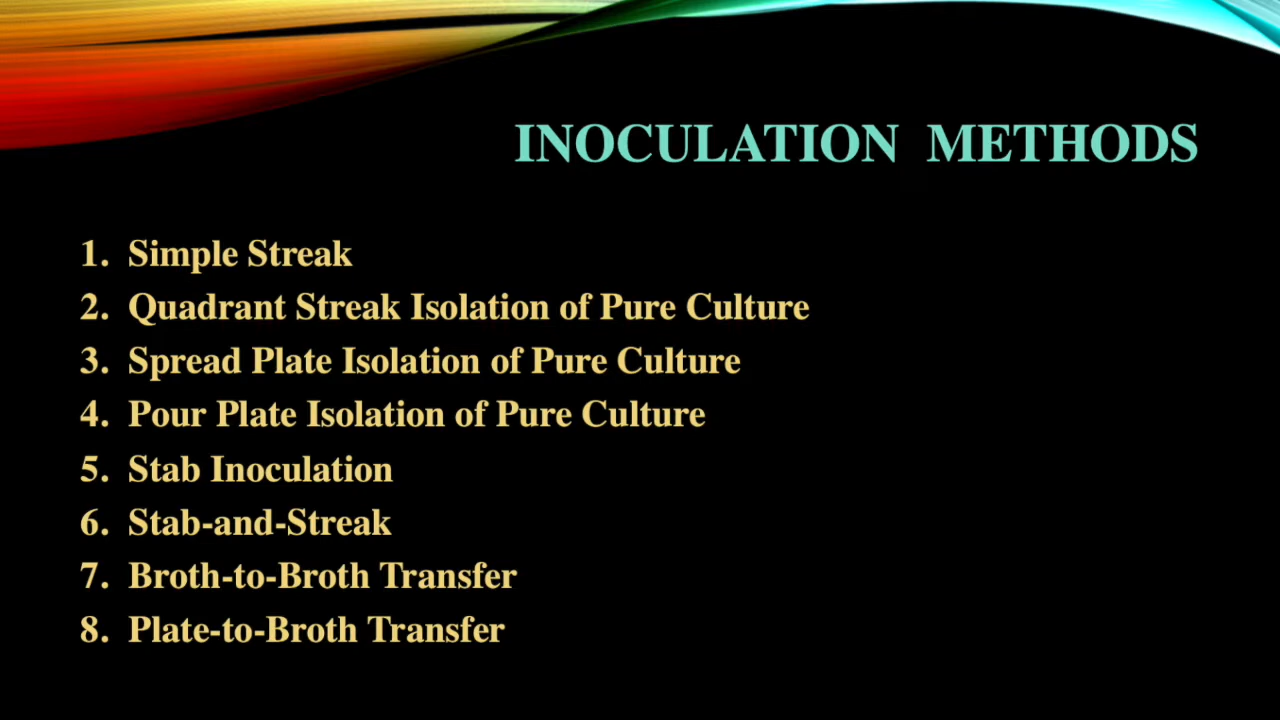 INOCULATION METHODS
1. Simple Streak
2. Quadrant Streak Isolation of Pure Culture
3. Spread Plate Isolation of Pure Culture
4. Pour Plate Isolation of Pure Culture
5. Stab Inoculation
6. Stab-and-Streak
7. Broth-to-Broth Transfer
8. Plate-to-Broth Transfer